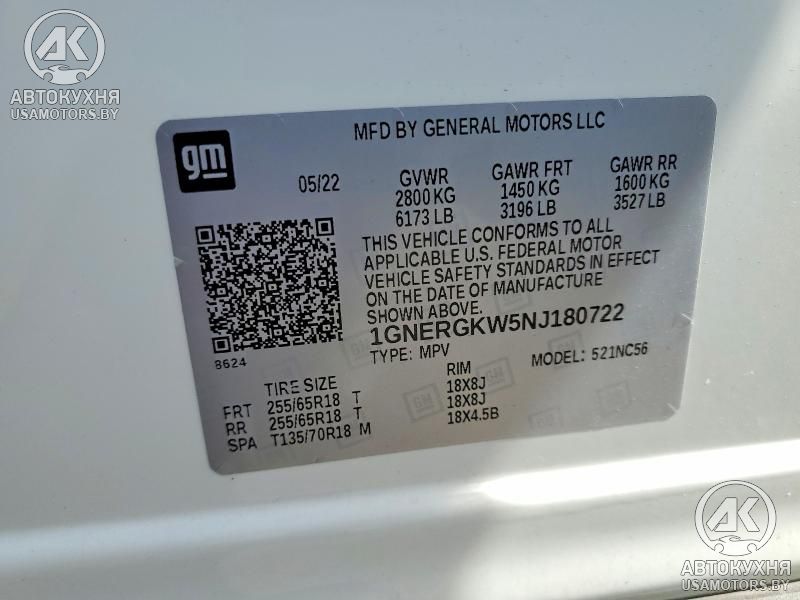 AK
АВТОКУХНЯ
USAMOTORS.BY
gm
MFD BY GENERAL MOTORS LLC
05/22
GVWR GAWR FRT GAWR RR
2800 KG 1450 KG 1600 KG
6173 LB 3196 LB 3527 LB
THIS VEHICLE CONFORMS TO ALL
APPLICABLE U.S. FEDERAL MOTOR
VEHICLE SAFETY STANDARDS IN EFFECT
ON THE DATE OF MANUFACTURE
SHOWN ABOVE.
1GNERGKW5NJ180722
TYPE: MPV MODEL: 521NC56
8624
TIRE SIZE RIM
FRT 255/65R18 T 18X8J
RR 255/65R18 T 18X8J
SPA T135/70R18 M 18X4.5B
AK
АВТОКУХНЯ
USAMOTORS.BY